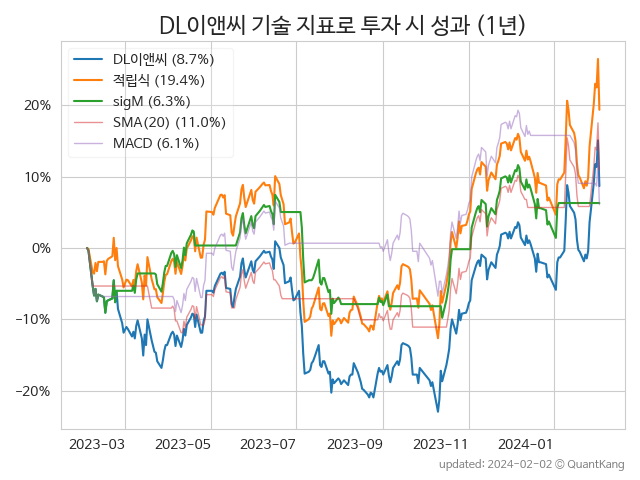 DL이앤씨 기술 지표로 투자 시 성과 (1년)
DL이앤씨 (8.7%)
적립식 (19.4%)
sigM (6.3%)
SMA(20) (11.0%)
MACD (6.1%)
20%
10%
0%
−10%
−20%
2023-03 2023-05 2023-07 2023-09 2023-11 2024-01
updated: 2024-02-02 © QuantKang